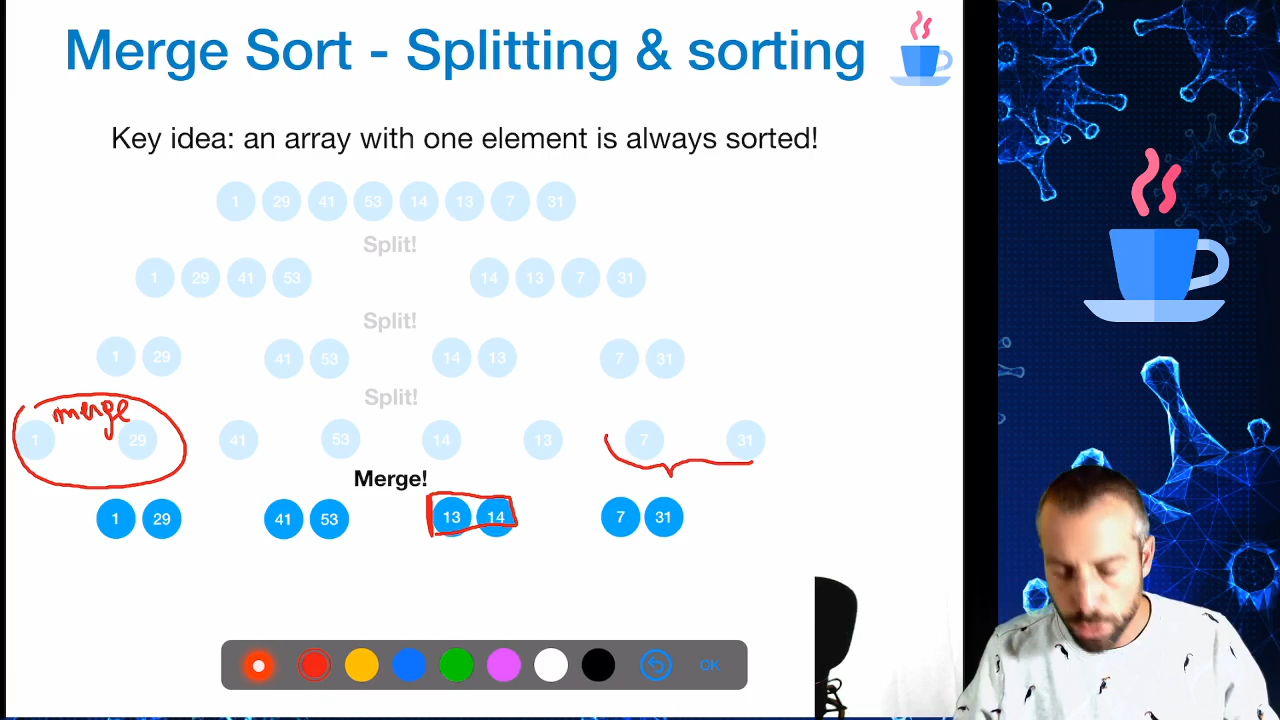 Merge Sort - Splitting & sorting
Key idea: an array with one element is always sorted!
1 29 41 53 14 13 7 31
Split!
1 29 41 53 14 13 7 31
Split!
1 29 41 53 14 13 7 31
Split!
merge
1 29 41 53 14 13 7 31
Merge!
1 29 41 53 13 14 7 31
OK